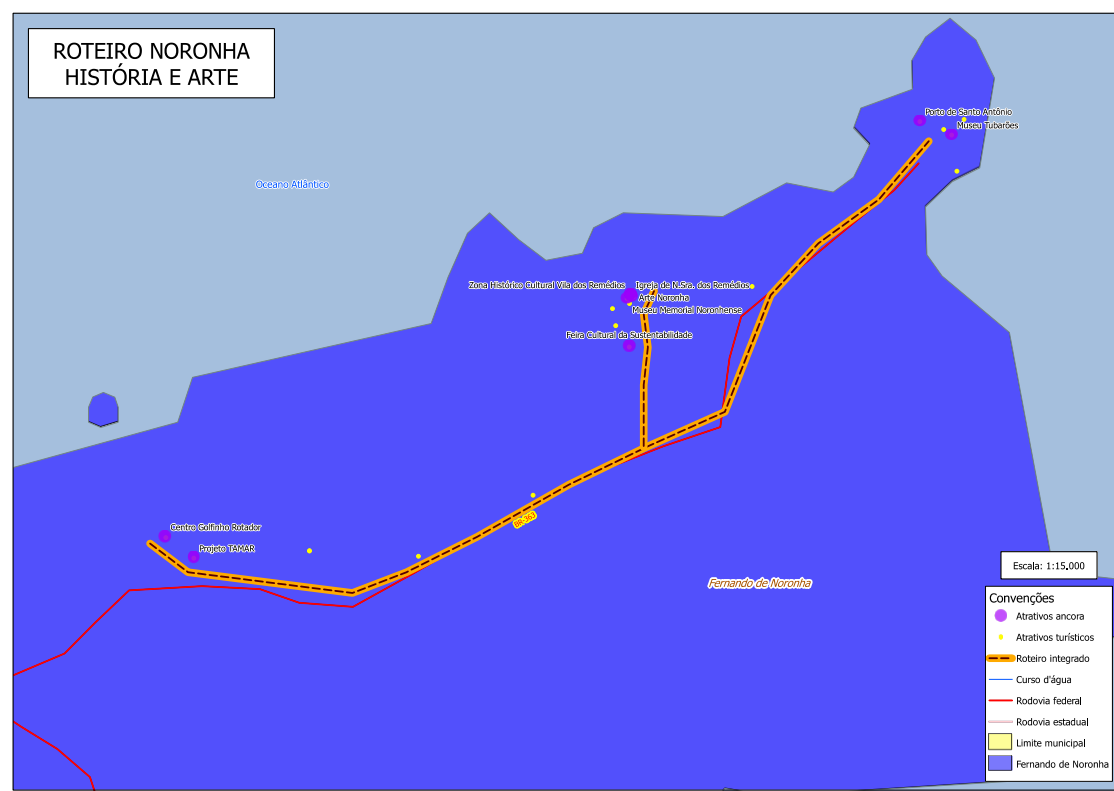 ROTEIRO NORONHA
HISTÓRIA E ARTE
Porto de Santo Antônio
Museu Tubarões
Oceano Atlântico
Zona Histórico Cultural Vila dos Remédios
Igreja de N.Sra. dos Remédios
Arte Noronha
Museu Memorial Noronhense
Feira Cultural da Sustentabilidade
BR-363
Centro Golfinho Rotador
Projeto TAMAR
Fernando de Noronha
Escala: 1:15.000
Convenções
Atrativos ancora
Atrativos turísticos
Roteiro integrado
Curso d'água
Rodovia federal
Rodovia estadual
Limite municipal
Fernando de Noronha